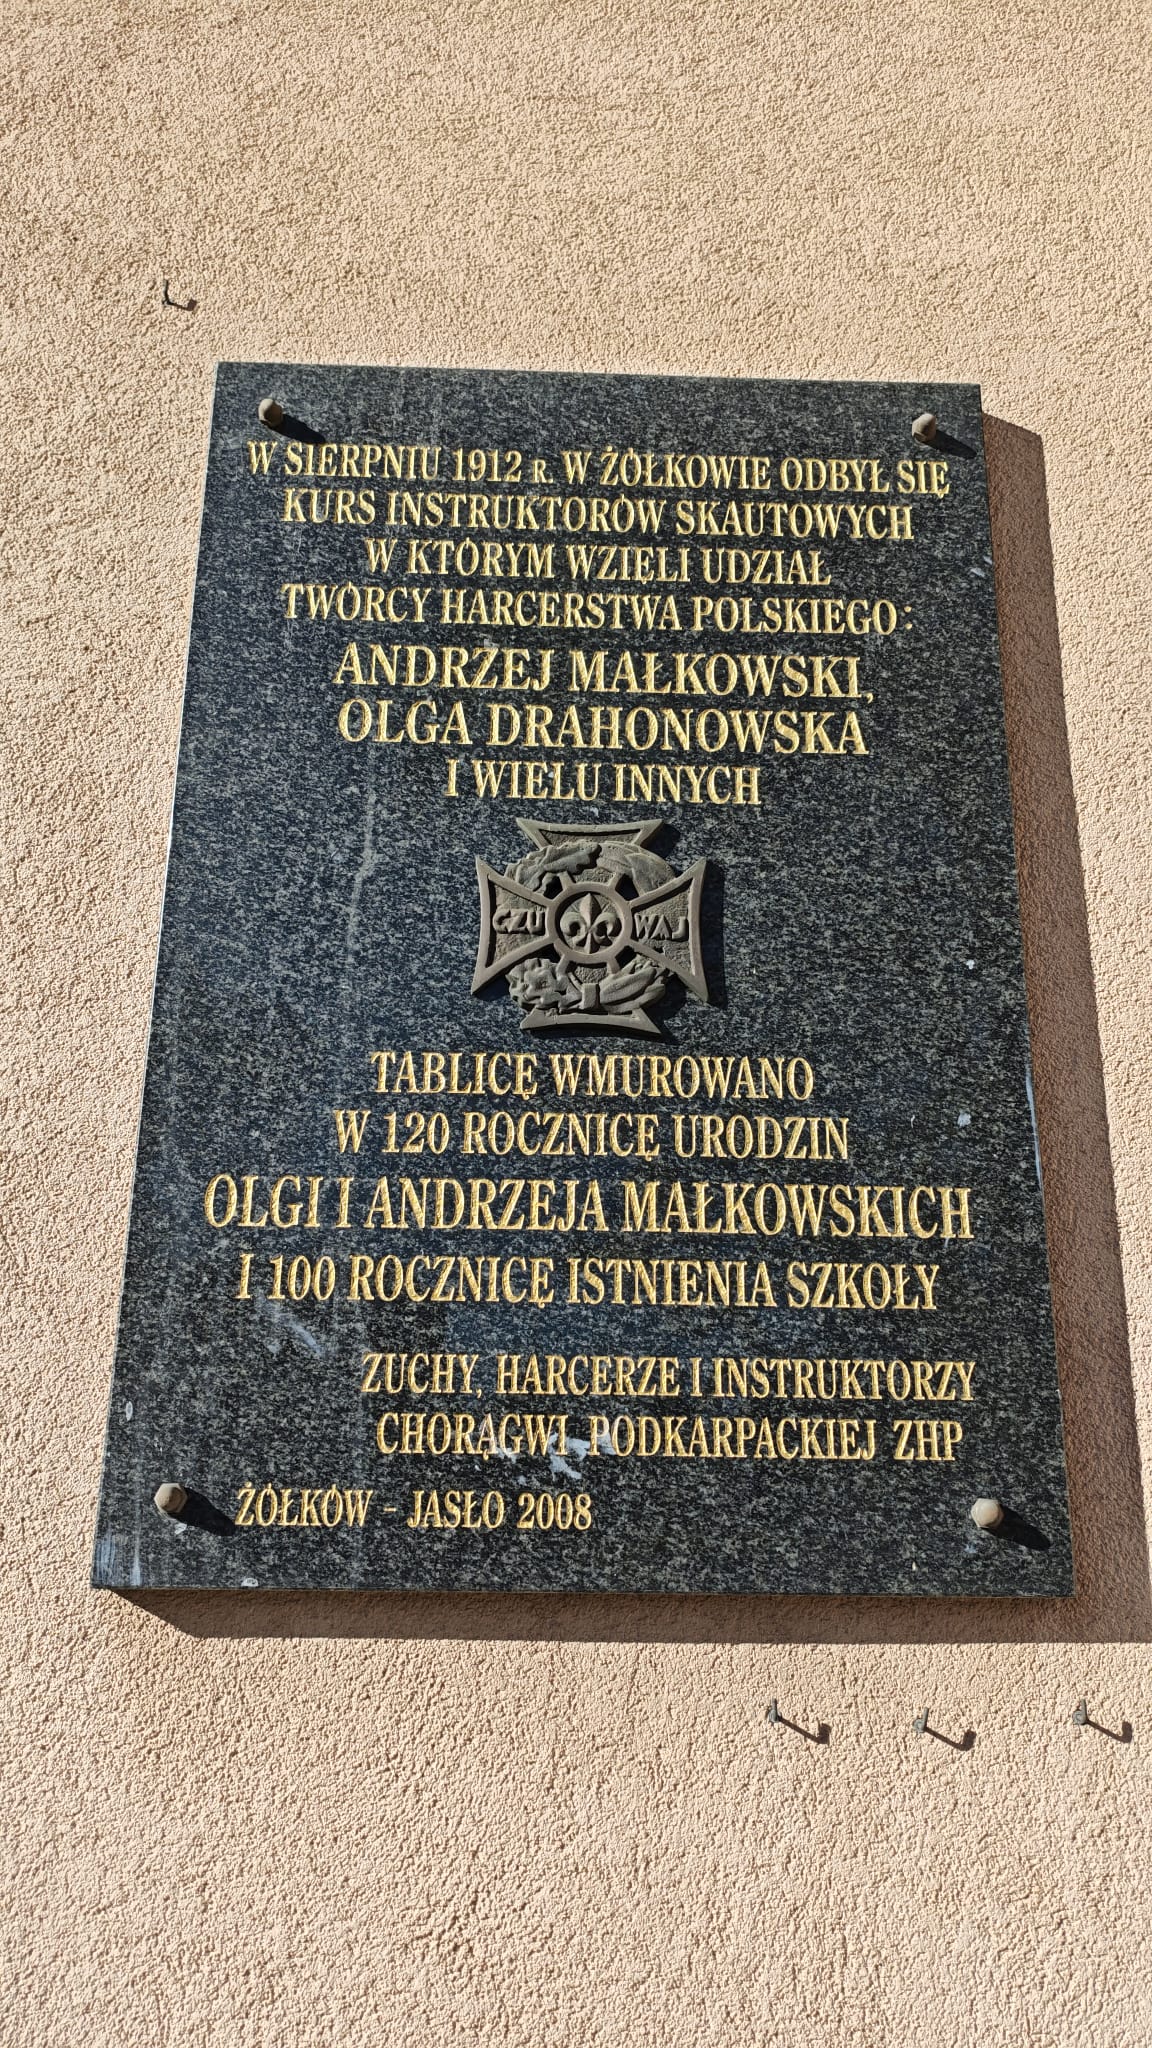 W SIERPNIU 1912 R. W ŻÓŁKOWIE ODBYŁ SIĘ
KURS INSTRUKTORÓW SKAUTOWYCH
W KTÓRYM WZIĘLI UDZIAŁ
TWÓRCY HARCERSTWA POLSKIEGO:
ANDRZEJ MAŁKOWSKI,
OLGA DRAHONOWSKA
I WIELU INNYCH
CZU WAJ
TABLICĘ WMUROWANO
W 120 ROCZNICĘ URODZIN
OLGI I ANDRZEJA MAŁKOWSKICH
I 100 ROCZNICĘ ISTNIENIA SZKOŁY
ZUCHY, HARCERZE I INSTRUKTORZY
CHORĄGWI PODKARPACKIEJ ZHP
ŻÓŁKÓW - JASŁO 2008